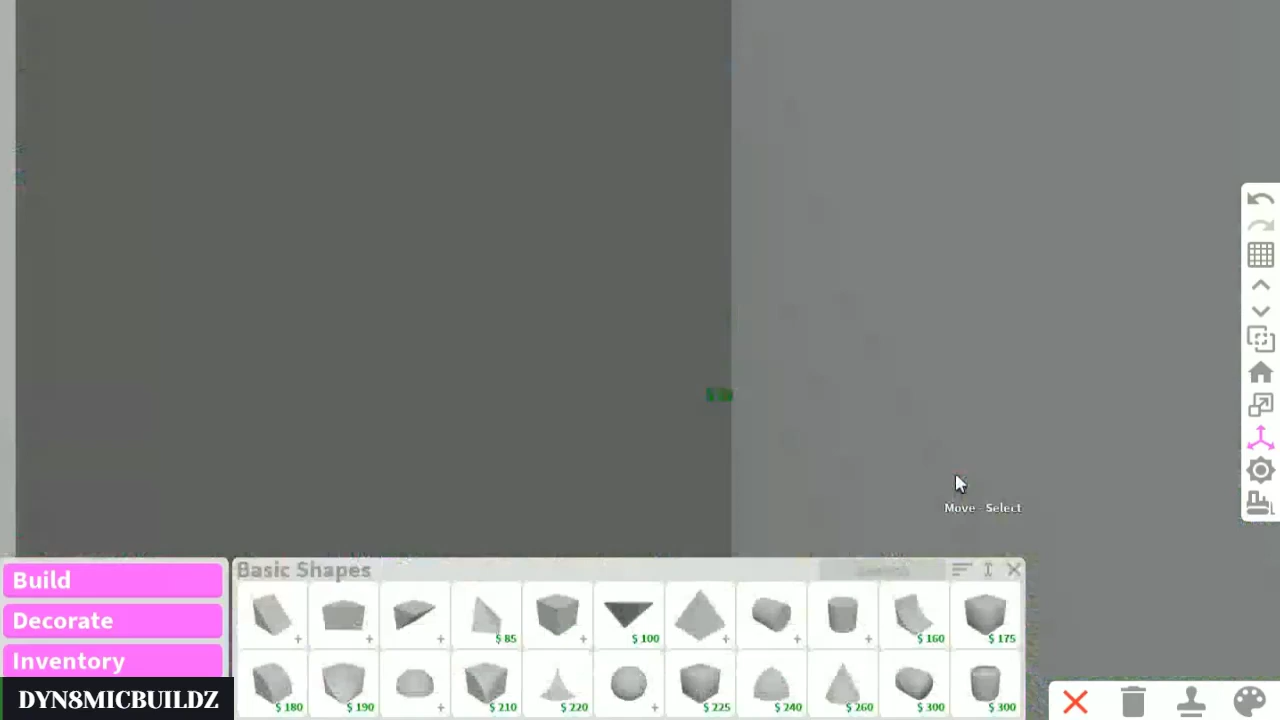 Move - Select
Build
Basic Shapes
Decorate
$ 85
$ 100
$ 160
$ 175
Inventory
$ 180
$ 190
$ 210
$ 220
$ 225
$ 240
$ 260
$ 300
$ 300
DYN8MICBUILDZ